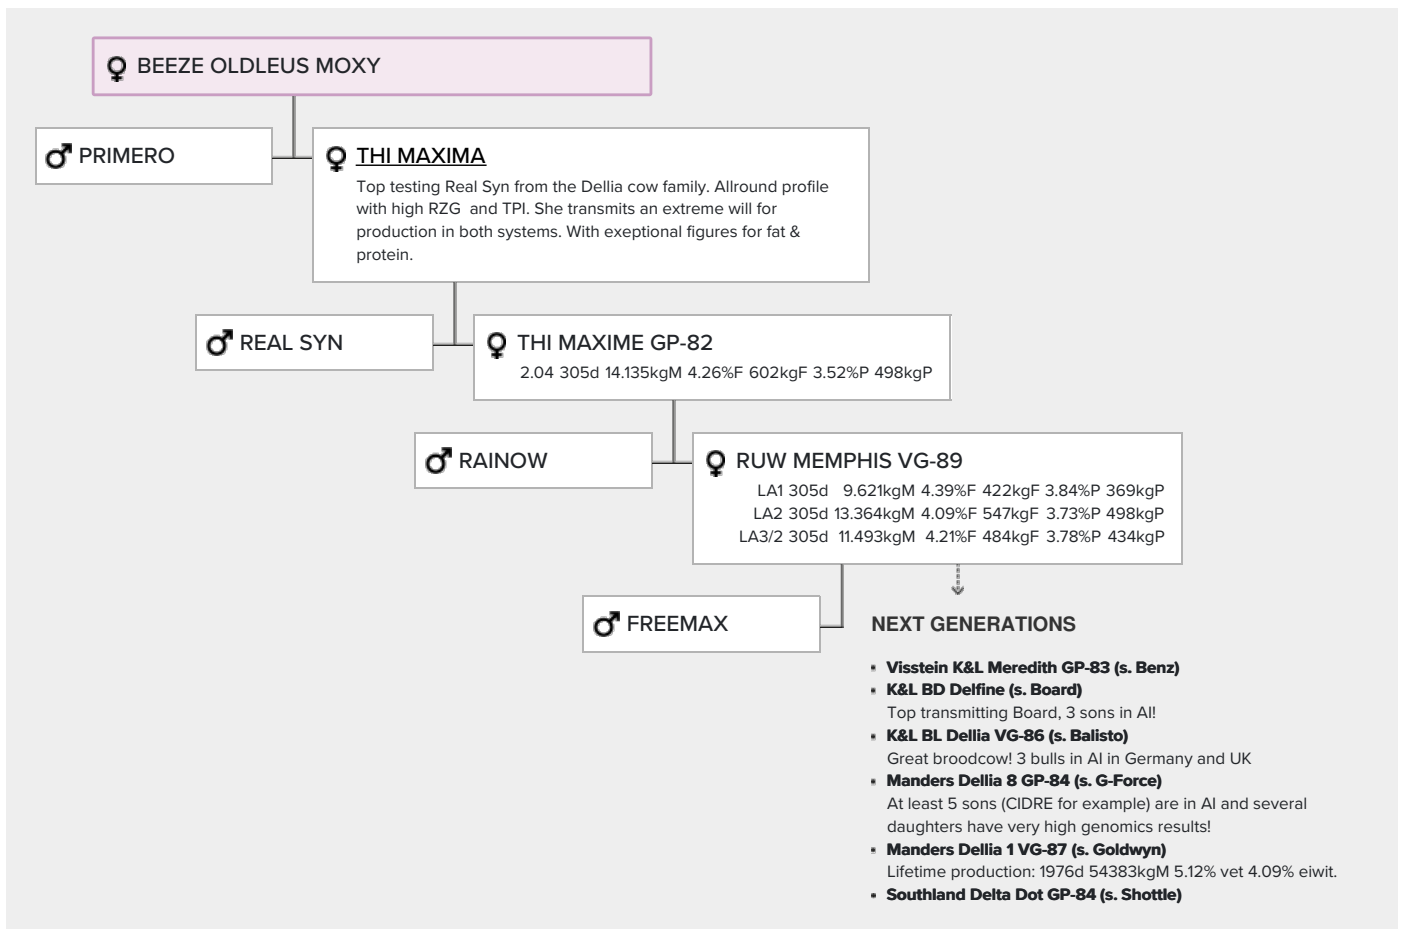 BEEZE OLDLEUS MOXY
PRIMERO
THI MAXIMA
Top testing Real Syn from the Dellia cow family. Allround profile
with high RZG and TPI. She transmits an extreme will for
production in both systems. With exeptional figures for fat &
protein.
REAL SYN
THI MAXIME GP-82
2.04 305d 14.135kgM 4.26%F 602kgF 3.52%P 498kgP
RAINOW
RUW MEMPHIS VG-89
LA1 305d 9.621kgM 4.39%F 422kgF 3.84%P 369kgP
LA2 305d 13.364kgM 4.09%F 547kgF 3.73%P 498kgP
LA3/2 305d 11.493kgM 4.21%F 484kgF 3.78%P 434kgP
FREEMAX
NEXT GENERATIONS
▪ Visstein K&L Meredith GP-83 (s. Benz)
▪ K&L BD Delfine (s. Board)
Top transmitting Board, 3 sons in AI!
▪ K&L BL Dellia VG-86 (s. Balisto)
Great broodcow! 3 bulls in AI in Germany and UK
▪ Manders Dellia 8 GP-84 (s. G-Force)
At least 5 sons (CIDRE for example) are in AI and several
daughters have very high genomics results!
▪ Manders Dellia 1 VG-87 (s. Goldwyn)
Lifetime production: 1976d 54383kgM 5.12% vet 4.09% eiwit.
▪ Southland Delta Dot GP-84 (s. Shottle)